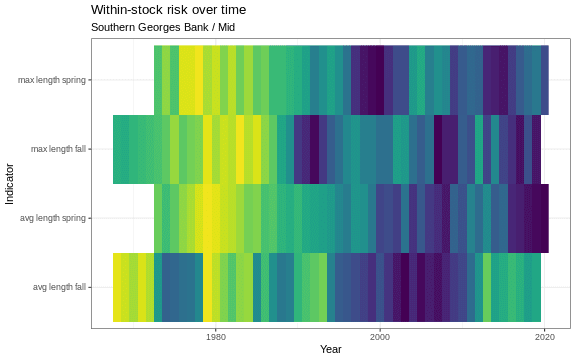 Within-stock risk over time
Southern Georges Bank / Mid
Indicator
max length spring
max length fall
avg length spring
avg length fall
1980
2000
2020
Year